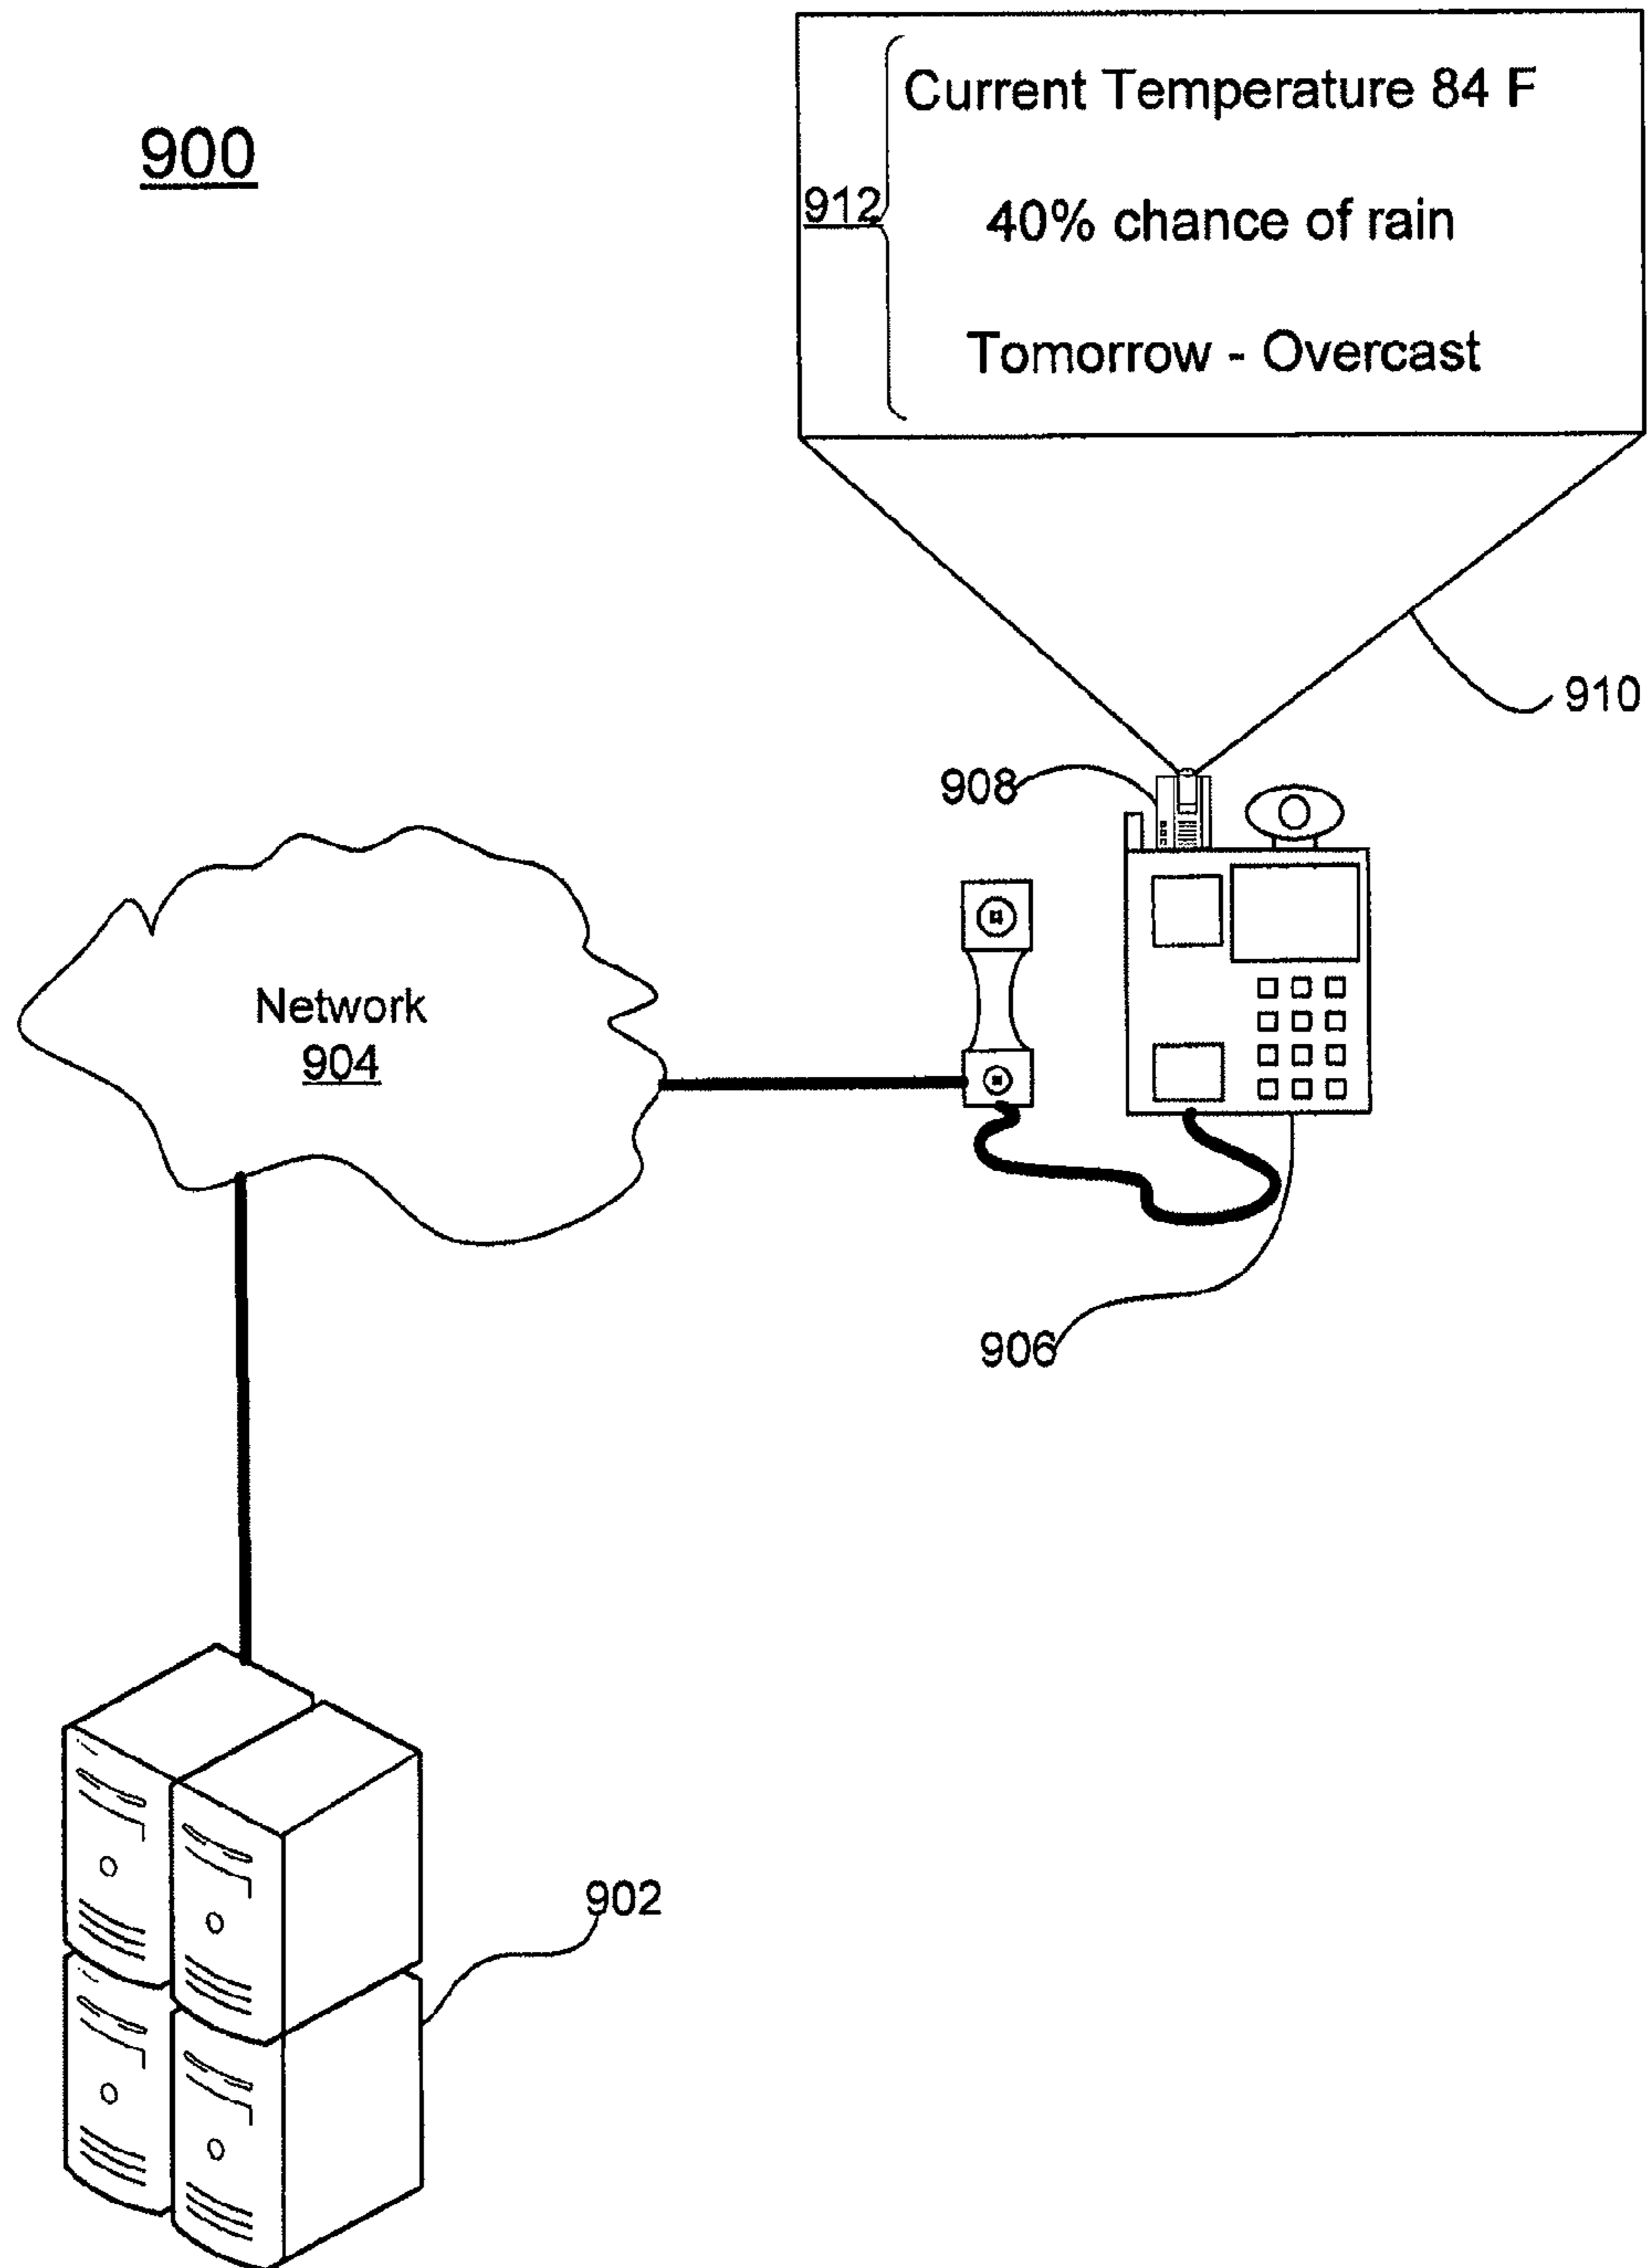 900
Current Temperature 84 F
912
40% chance of rain
Tomorrow - Overcast
910
908
Network
904
906
902